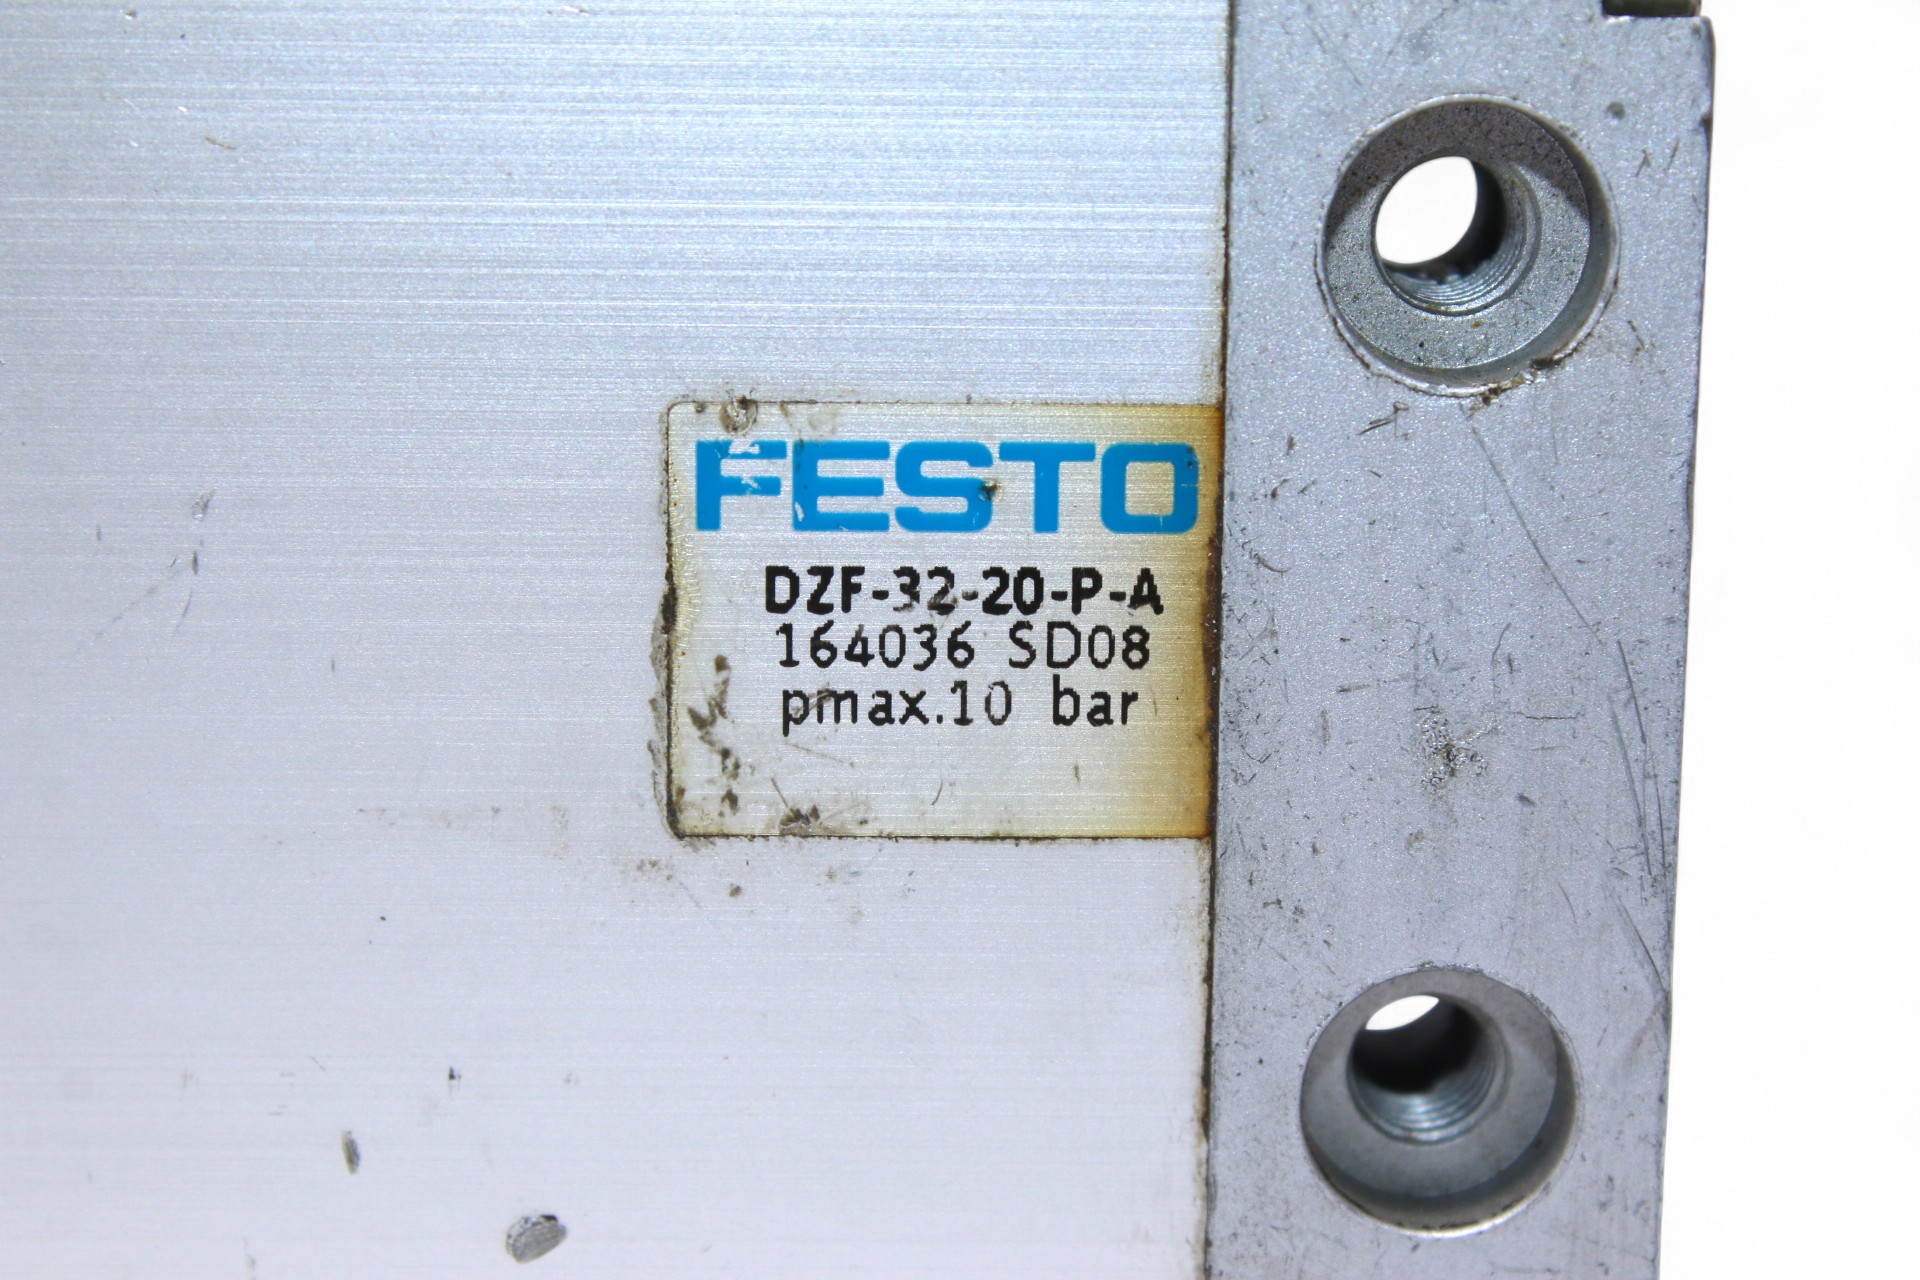 FESTO
DZF-32-20-P-A
164036 SD08
pmax.10 bar